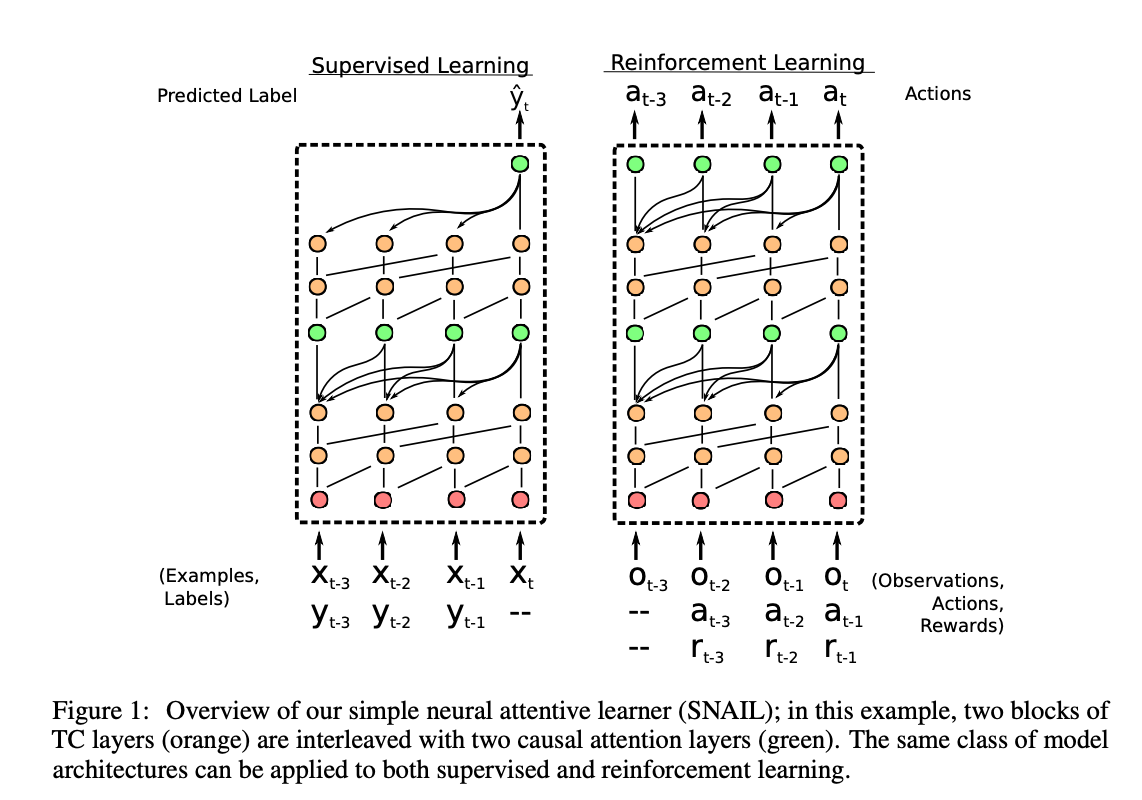 Supervised Learning
Reinforcement Learning
Predicted Label
ŷt
at-3 at-2 at-1 at
Actions
(Examples,
Labels)
xt-3 xt-2 xt-1 xt
yt-3 yt-2 yt-1 --
ot-3 ot-2 ot-1 ot
-- at-3 at-2 at-1
-- rt-3 rt-2 rt-1
(Observations,
Actions,
Rewards)
Figure 1: Overview of our simple neural attentive learner (SNAIL); in this example, two blocks of
TC layers (orange) are interleaved with two causal attention layers (green). The same class of model
architectures can be applied to both supervised and reinforcement learning.